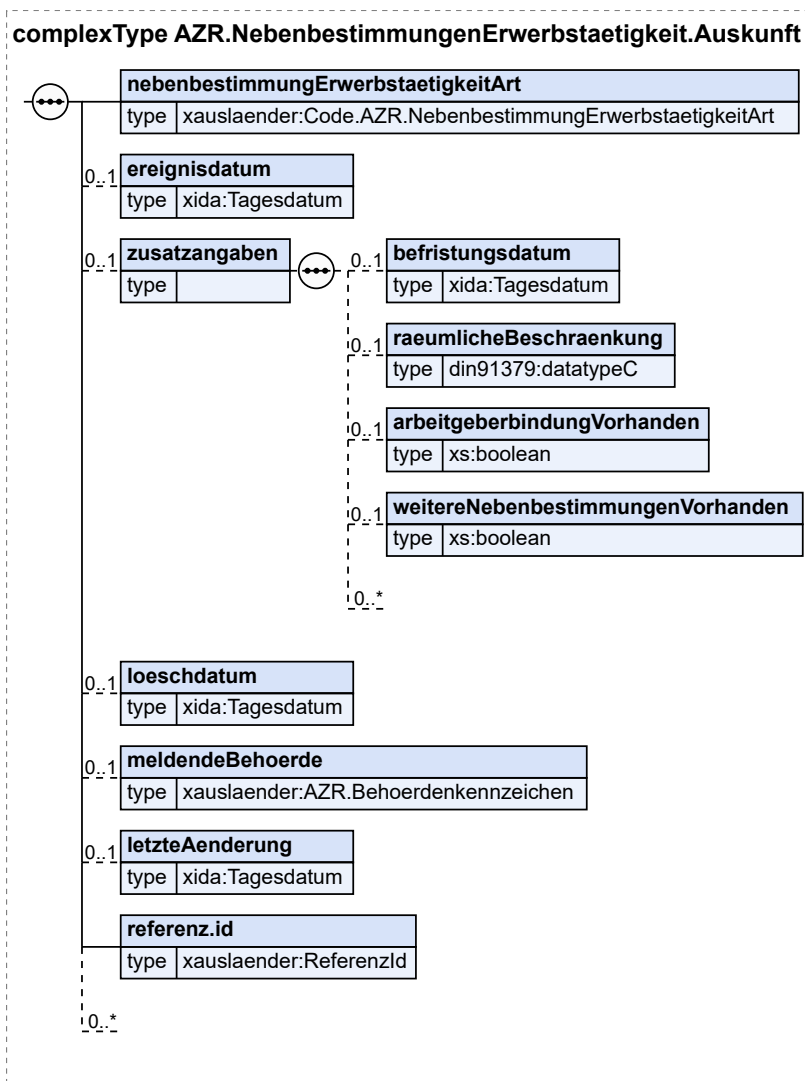 complexType AZR.NebenbestimmungenErwerbstaetigkeit.Auskunft
nebenbestimmungErwerbstaetigkeitArt
type xauslaender:Code.AZR.NebenbestimmungErwerbstaetigkeitArt
0..1 ereignisdatum
type xida:Tagesdatum
0..1 zusatzangaben
type
0..1 befristungsdatum
type xida:Tagesdatum
0..1 raeumlicheBeschraenkung
type din91379:datatypeC
0..1 arbeitgeberbindungVorhanden
type xs:boolean
0..1 weitereNebenbestimmungenVorhanden
type xs:boolean
0..*
0..1 loeschdatum
type xida:Tagesdatum
0..1 meldendeBehoerde
type xauslaender:AZR.Behoerdenkennzeichen
0..1 letzteAenderung
type xida:Tagesdatum
referenz.id
type xauslaender:ReferenzId
0..*